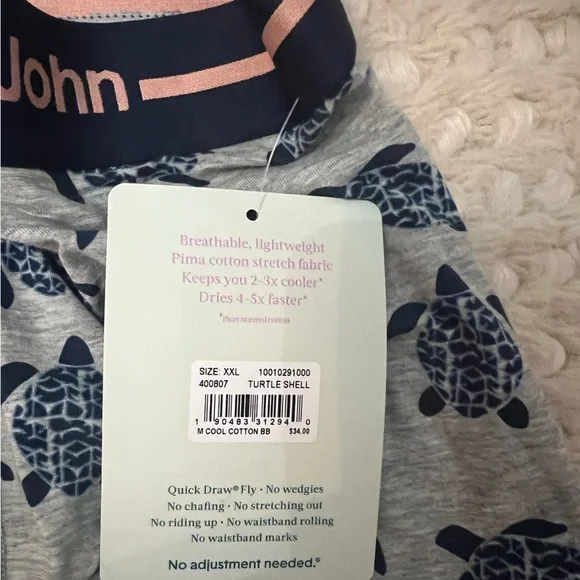 John
Breathable, lightweight
Pima cotton stretch fabric
Keeps you 2-3x cooler*
Dries 4-5x faster*
*than normal cotton
SIZE: XXL 10010291000
400807 TURTLE SHELL
1 90483 31294 0
M COOL COTTON BB $34.00
Quick Draw® Fly • No wedgies
No chafing • No stretching out
No riding up • No waistband rolling
No waistband marks
No adjustment needed.®